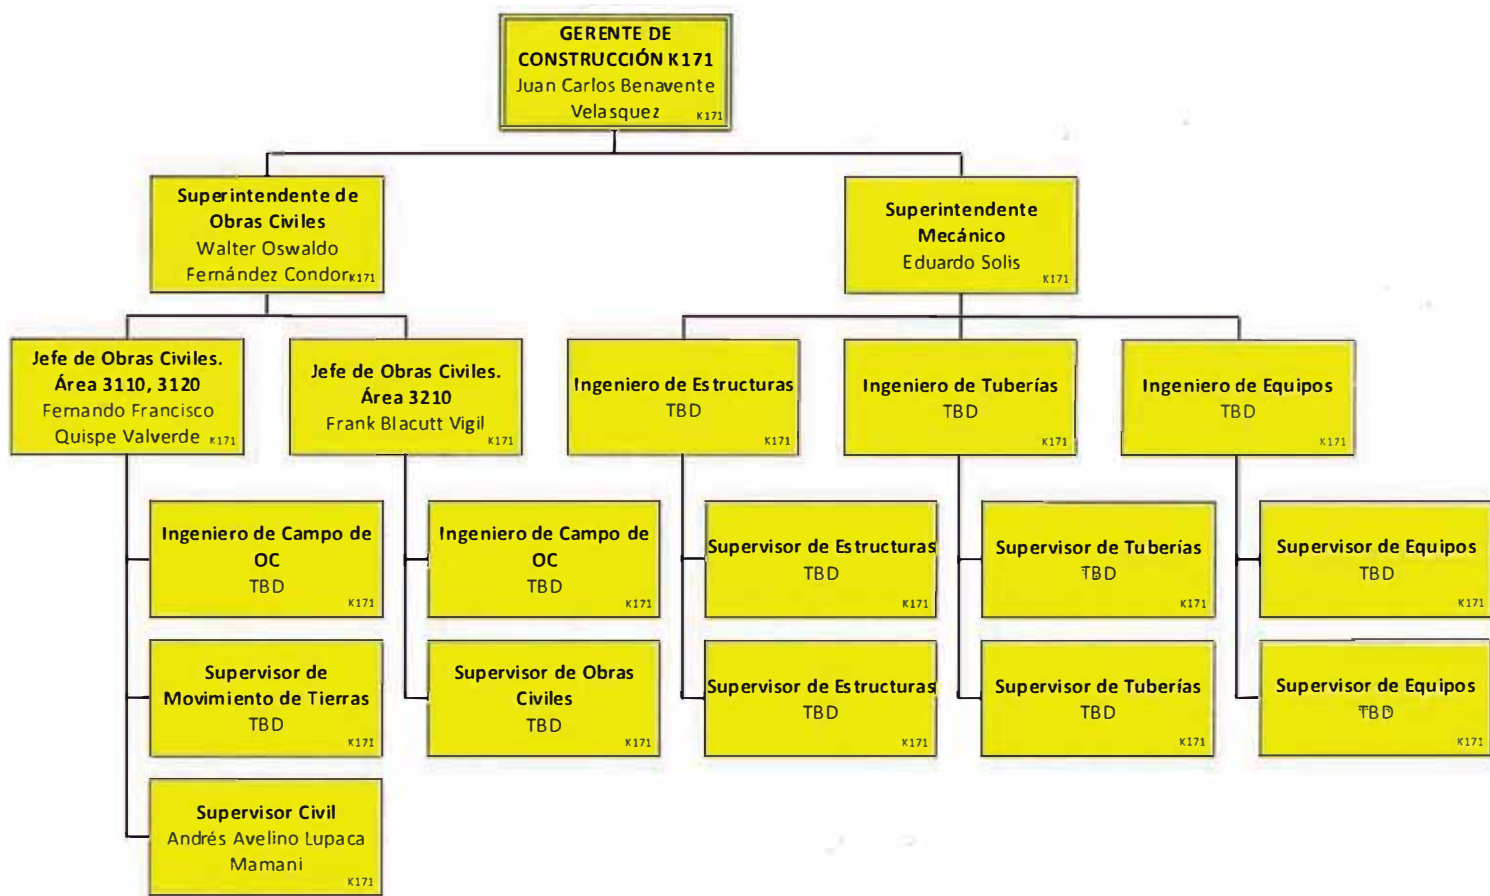 GERENTE DE
CONSTRUCCIÓN K171
Juan Carlos Benavente
Velasquez K171
Superintendente de
Obras Civiles
Walter Oswaldo
Fernández Condor K171
Superintendente
Mecánico
Eduardo Solis
K171
Jefe de Obras Civiles.
Área 3110, 3120
Fernando Francisco
Quispe Valverde K171
Jefe de Obras Civiles.
Área 3210
Frank Blacutt Vigil
K171
Ingeniero de Estructuras
TBD
K171
Ingeniero de Tuberías
TBD
K171
Ingeniero de Equipos
TBD
K171
Ingeniero de Campo de
OC
TBD
K171
Ingeniero de Campo de
OC
TBD
K171
Supervisor de Estructuras
TBD
K171
Supervisor de Tuberías
TBD
K171
Supervisor de Equipos
TBD
K171
Supervisor de
Movimiento de Tierras
TBD
K171
Supervisor de Obras
Civiles
TBD
K171
Supervisor de Estructuras
TBD
K171
Supervisor de Tuberías
TBD
K171
Supervisor de Equipos
TBD
K171
Supervisor Civil
Andrés Avelino Lupaca
Mamani
K171